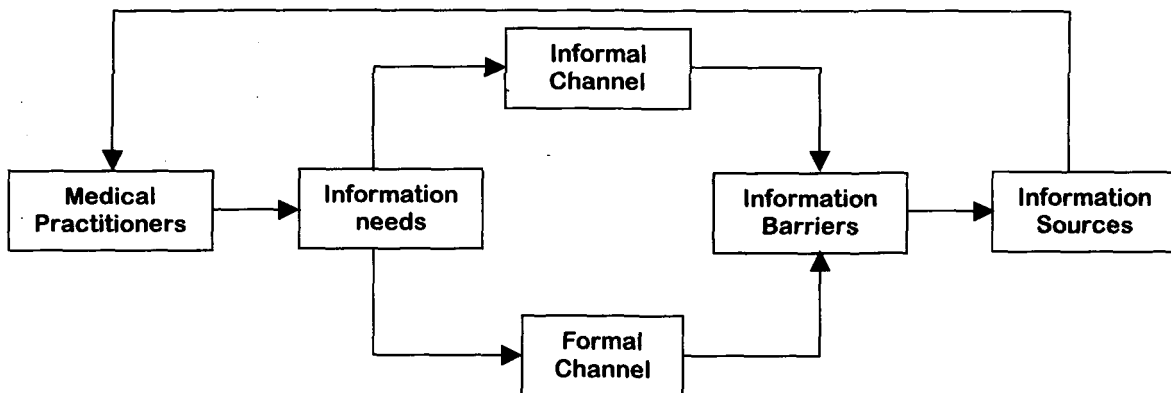 Informal
Channel
Medical
Practitioners
Information
needs
Information
Barriers
Information
Sources
Formal
Channel